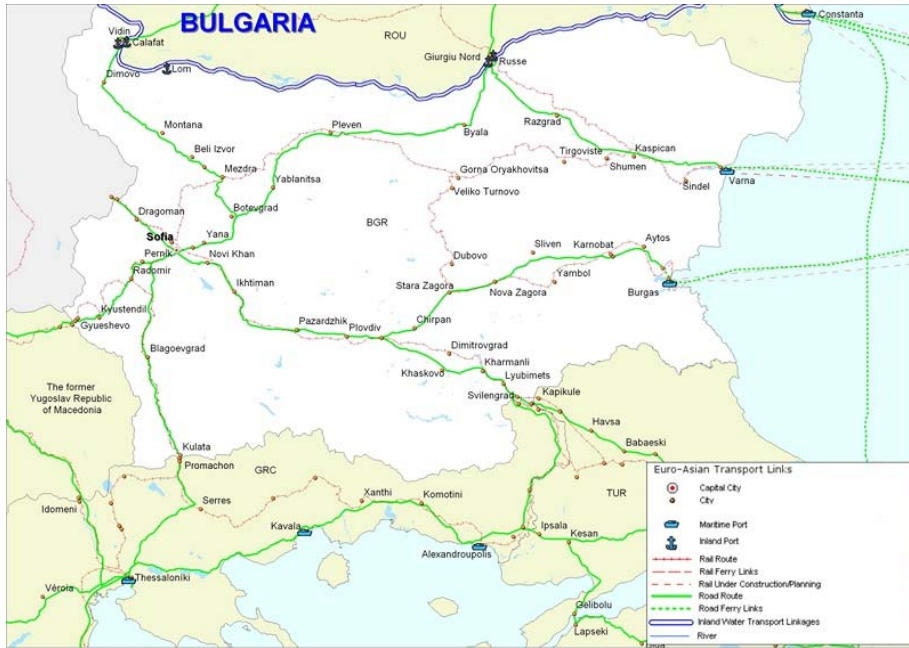 BULGARIA
Constanta
Vidin
Calafat
ROU
Giurgiu Nord
Russe
Lom
Dimovo
Montana
Pleven
Byala
Razgrad
Beli Izvor
Mezdra
Tirgoviste
Kaspican
Shumen
Gorna Oryakhovitsa
Veliko Turnovo
Yablanitsa
Sindel
Varna
Dragoman
Botevgrad
BGR
Sofia
Yana
Pernik
Novi Khan
Radomir
Sliven
Karnobat
Aytos
Dubovo
Ikhtiman
Stara Zagora
Nova Zagora
Yambol
Burgas
Kyustendil
Gyueshevo
Pazardzhik
Plovdiv
Chirpan
Blagoevgrad
Dimitrovgrad
Kharmanli
Khaskovo
Lyubimets
The former
Yugoslav Republic
of Macedonia
Svilengrad
Kapikule
Havsa
Babaeski
Kulata
Promachon
GRC
TUR
Idomeni
Serres
Xanthi
Komotini
Kavala
Ipsala
Kesan
Alexandroupolis
Thessaloníki
Véroia
Gelibolu
Lapseki
Euro-Asian Transport Links
Capital City
City
Maritime Port
Inland Port
Rail Route
Rail Ferry Links
Rail Under Construction/Planning
Road Route
Road Ferry Links
Inland Water Transport Linkages
River